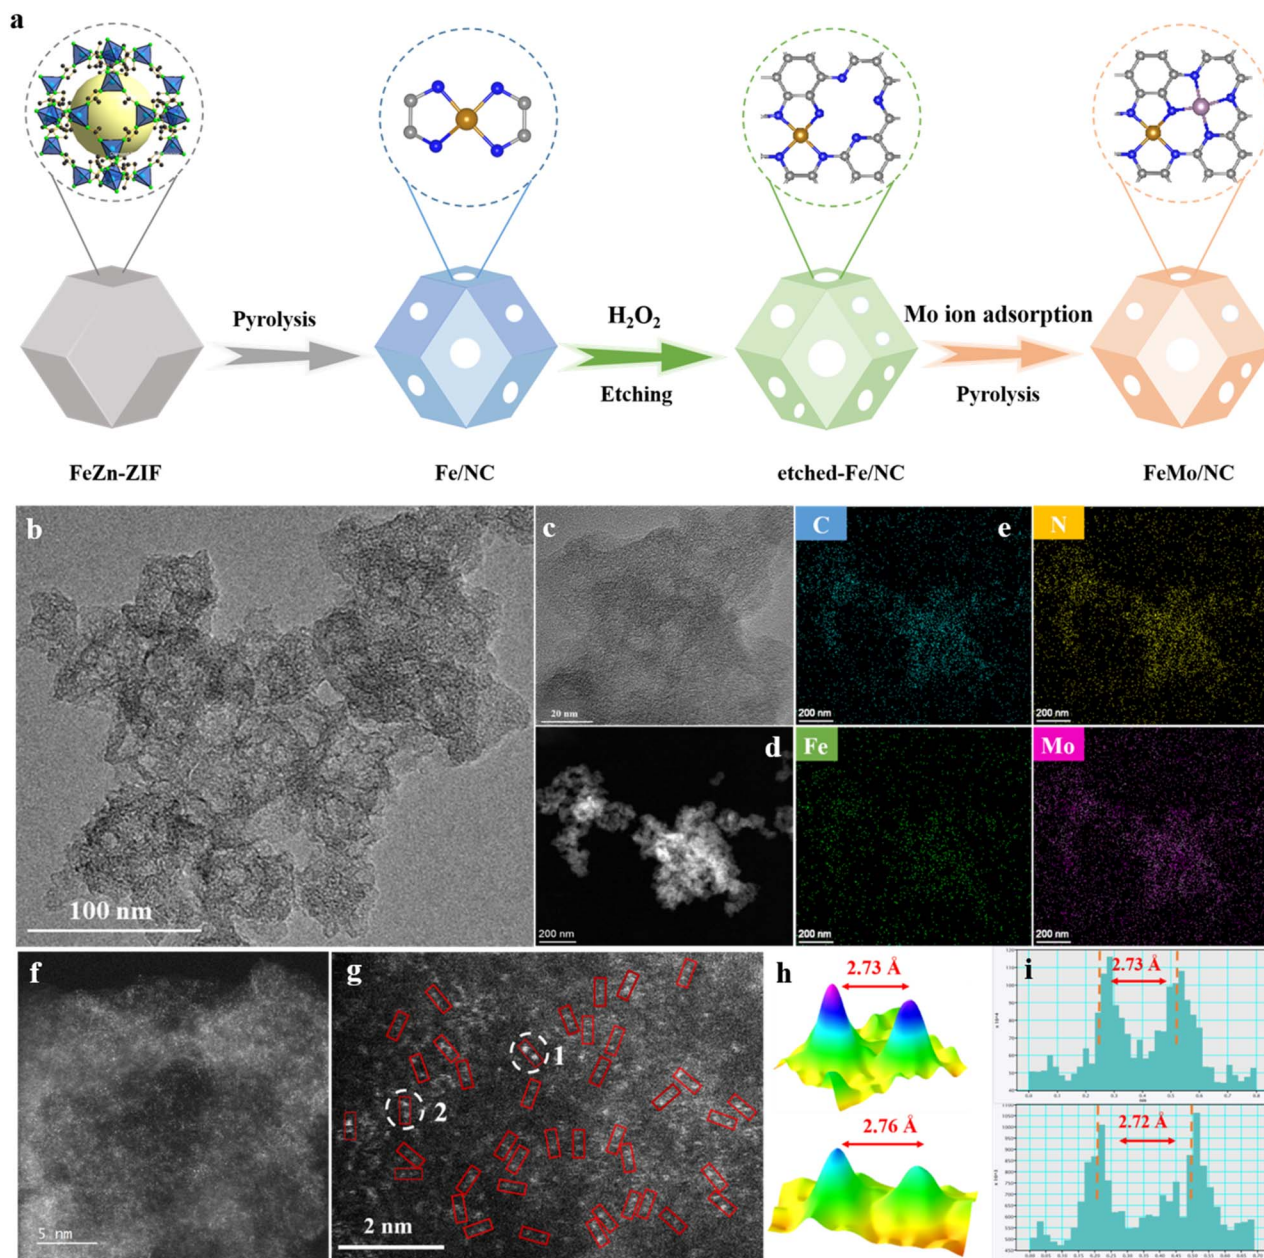 a
Pyrolysis
H₂O₂
Etching
Mo ion adsorption
Pyrolysis
FeZn-ZIF
Fe/NC
etched-Fe/NC
FeMo/NC
b
100 nm
c
20 nm
d
200 nm
C
200 nm
e
N
200 nm
Fe
200 nm
Mo
200 nm
f
5 nm
g
1
2
2 nm
h
2.73 Å
2.76 Å
i
2.73 Å
2.72 Å